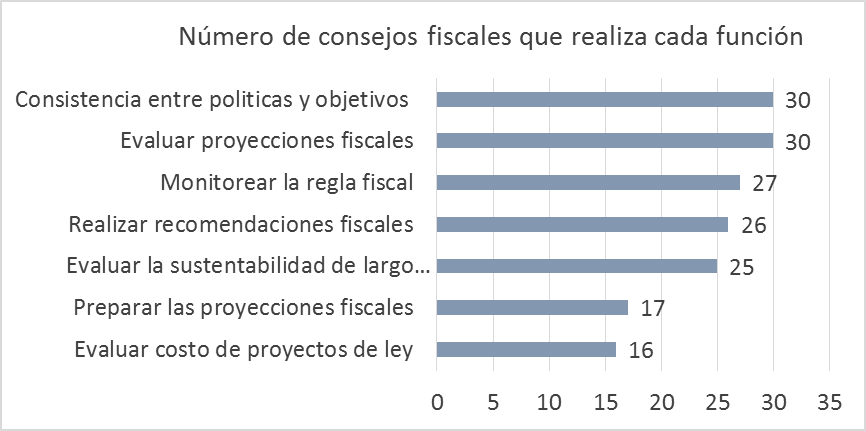 Número de consejos fiscales que realiza cada función
Consistencia entre politicas y objetivos 30
Evaluar proyecciones fiscales 30
Monitorear la regla fiscal 27
Realizar recomendaciones fiscales 26
Evaluar la sustentabilidad de largo... 25
Preparar las proyecciones fiscales 17
Evaluar costo de proyectos de ley 16
0 5 10 15 20 25 30 35